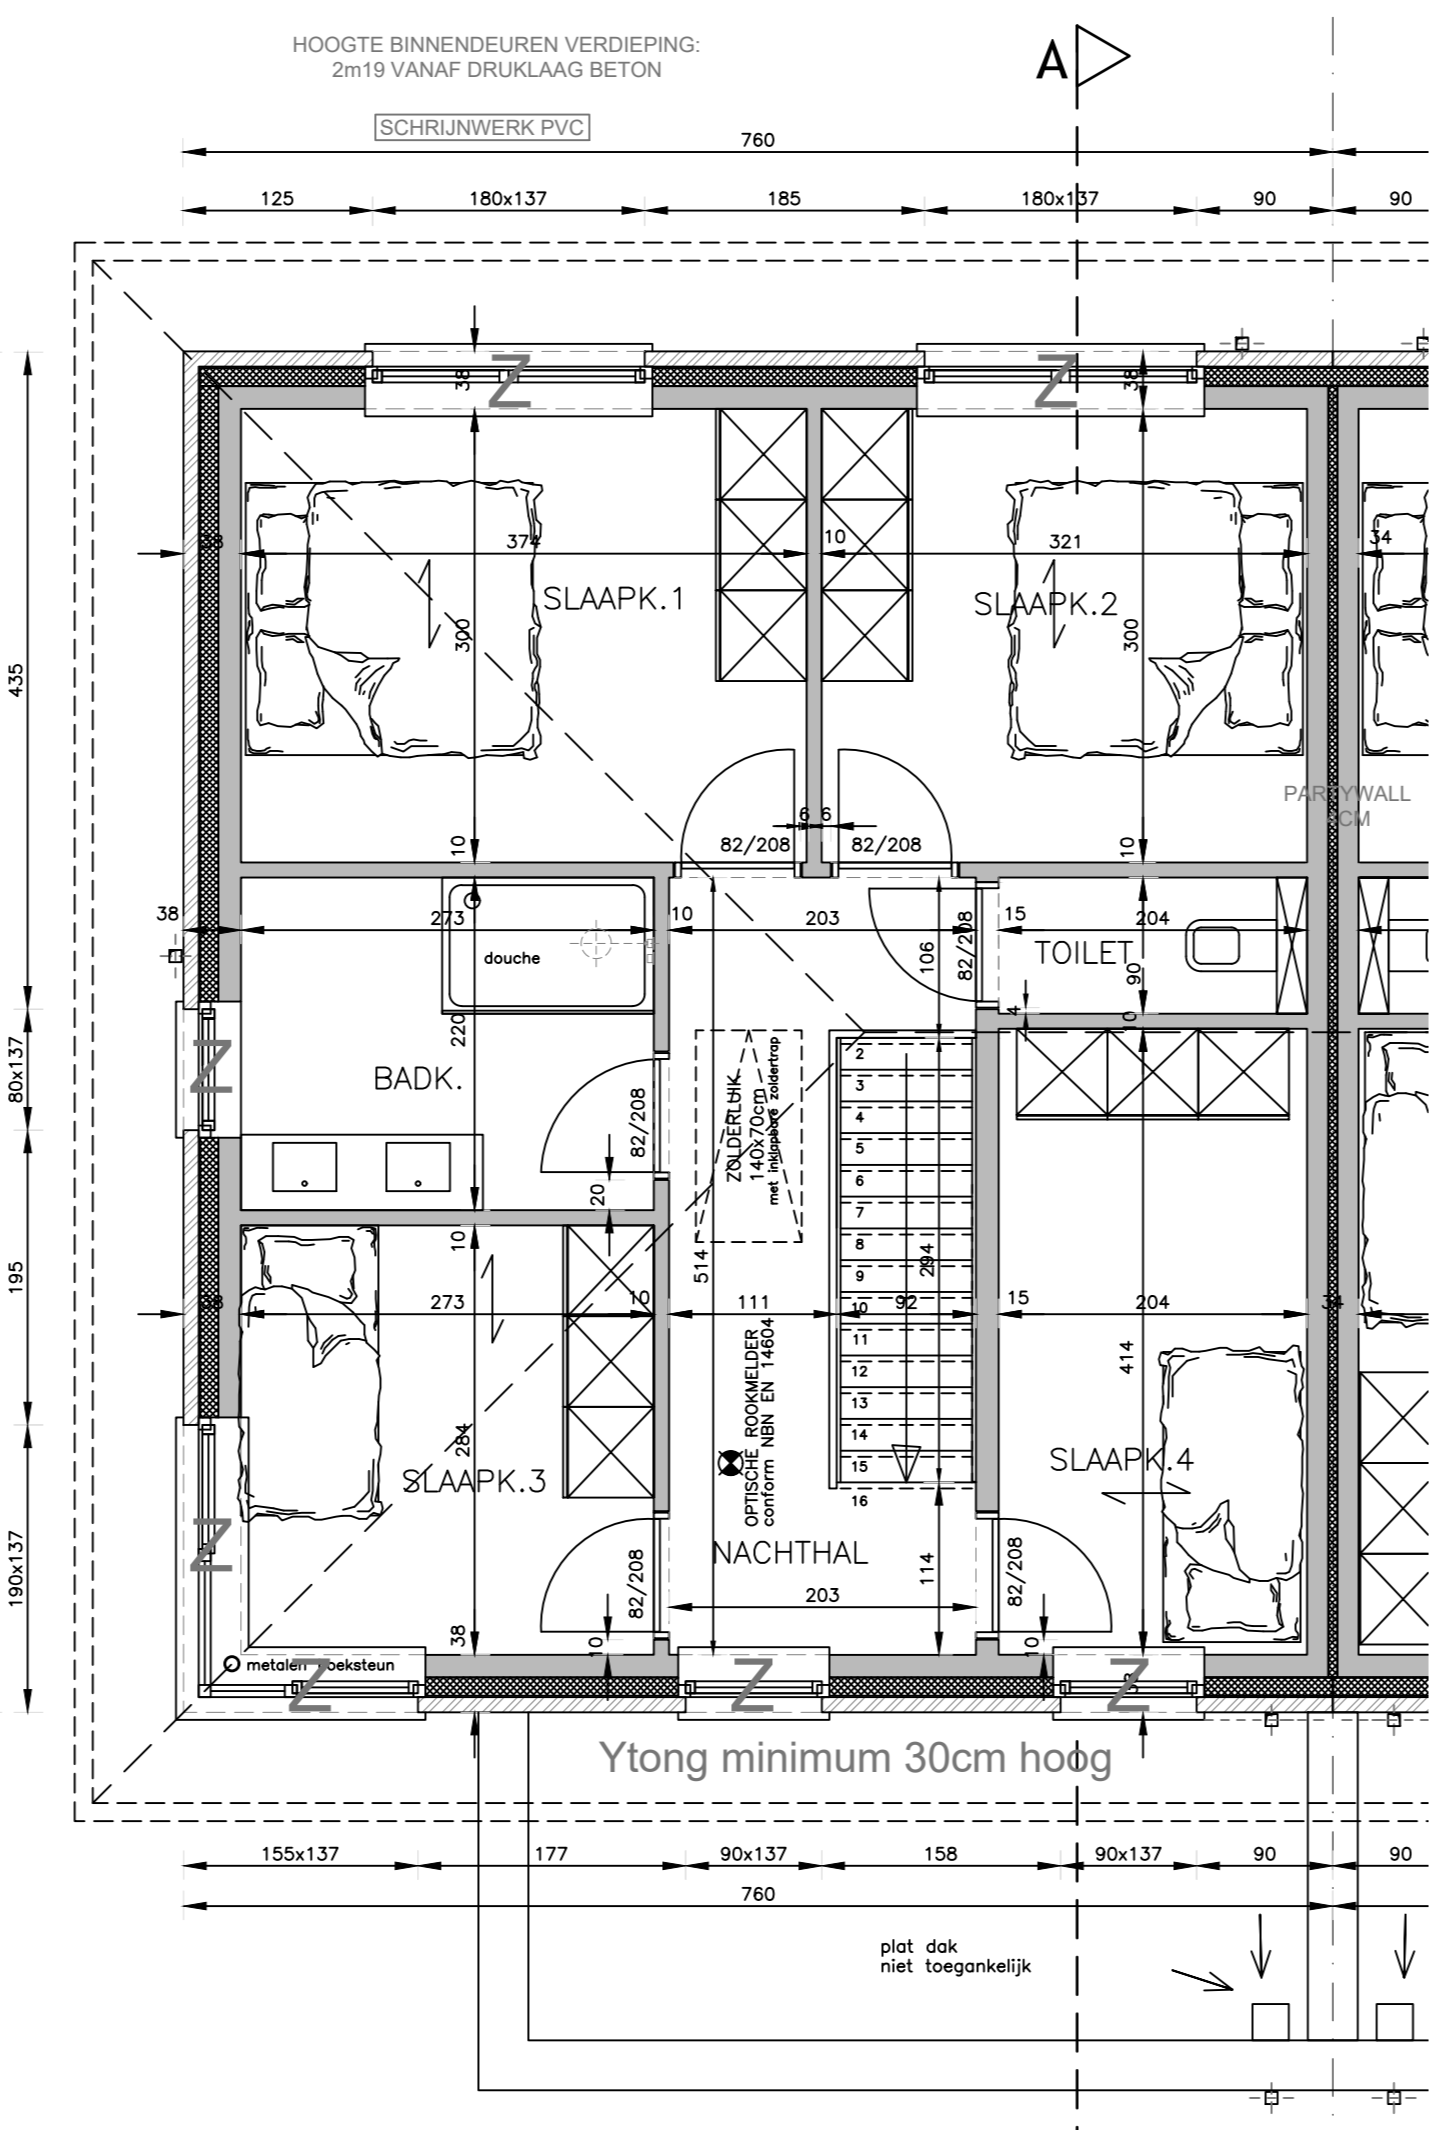 HOOGTE BINNENDEUREN VERDIEPING:
2m19 VANAF DRUKLAAG BETON
A
SCHRIJNWERK PVC
760
125 180x137 185 180x137 90 90
Z Z
38 38
435
38 374 10 321 34
SLAAPK.1 SLAAPK.2
300 300
PARTYWALL
6 6
82/208 82/208
10 10
38 273 10 203 15 204
douche
106
82/208
TOILET
90
4
10
220
BADK.
80x137
Z
82/208
20
ZOLDERLUIK
140x70cm
met inklapbare zoldertrap
2
3
4
5
6
7
8
9
10
11
12
13
14
15
16
10
514
294
195
38 273 10 111 92 15 204 34
OPTISCHE ROOKMELDER
conform NBN EN 14604
414
284
SLAAPK.3 SLAAPK.4
190x137
Z
NACHTHAL
82/208
203
114
82/208
38
10
10
38
metalen hoeksteun
Z Z Z
Ytong minimum 30cm hoog
155x137 177 90x137 158 90x137 90 90
760
plat dak
niet toegankelijk